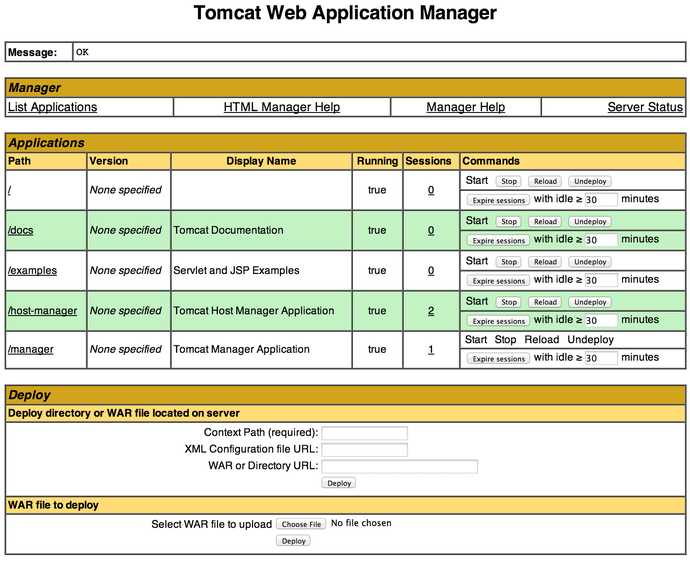 Tomcat Web Application Manager
Message: OK
Manager
List Applications HTML Manager Help Manager Help Server Status
Applications
Path Version Display Name Running Sessions Commands
/ None specified true 0 Start Stop Reload Undeploy
Expire sessions with idle ≥ 30 minutes
/docs None specified Tomcat Documentation true 0 Start Stop Reload Undeploy
Expire sessions with idle ≥ 30 minutes
/examples None specified Servlet and JSP Examples true 0 Start Stop Reload Undeploy
Expire sessions with idle ≥ 30 minutes
/host-manager None specified Tomcat Host Manager Application true 2 Start Stop Reload Undeploy
Expire sessions with idle ≥ 30 minutes
/manager None specified Tomcat Manager Application true 1 Start Stop Reload Undeploy
Expire sessions with idle ≥ 30 minutes
Deploy
Deploy directory or WAR file located on server
Context Path (required):
XML Configuration file URL:
WAR or Directory URL:
Deploy
WAR file to deploy
Select WAR file to upload Choose File No file chosen
Deploy